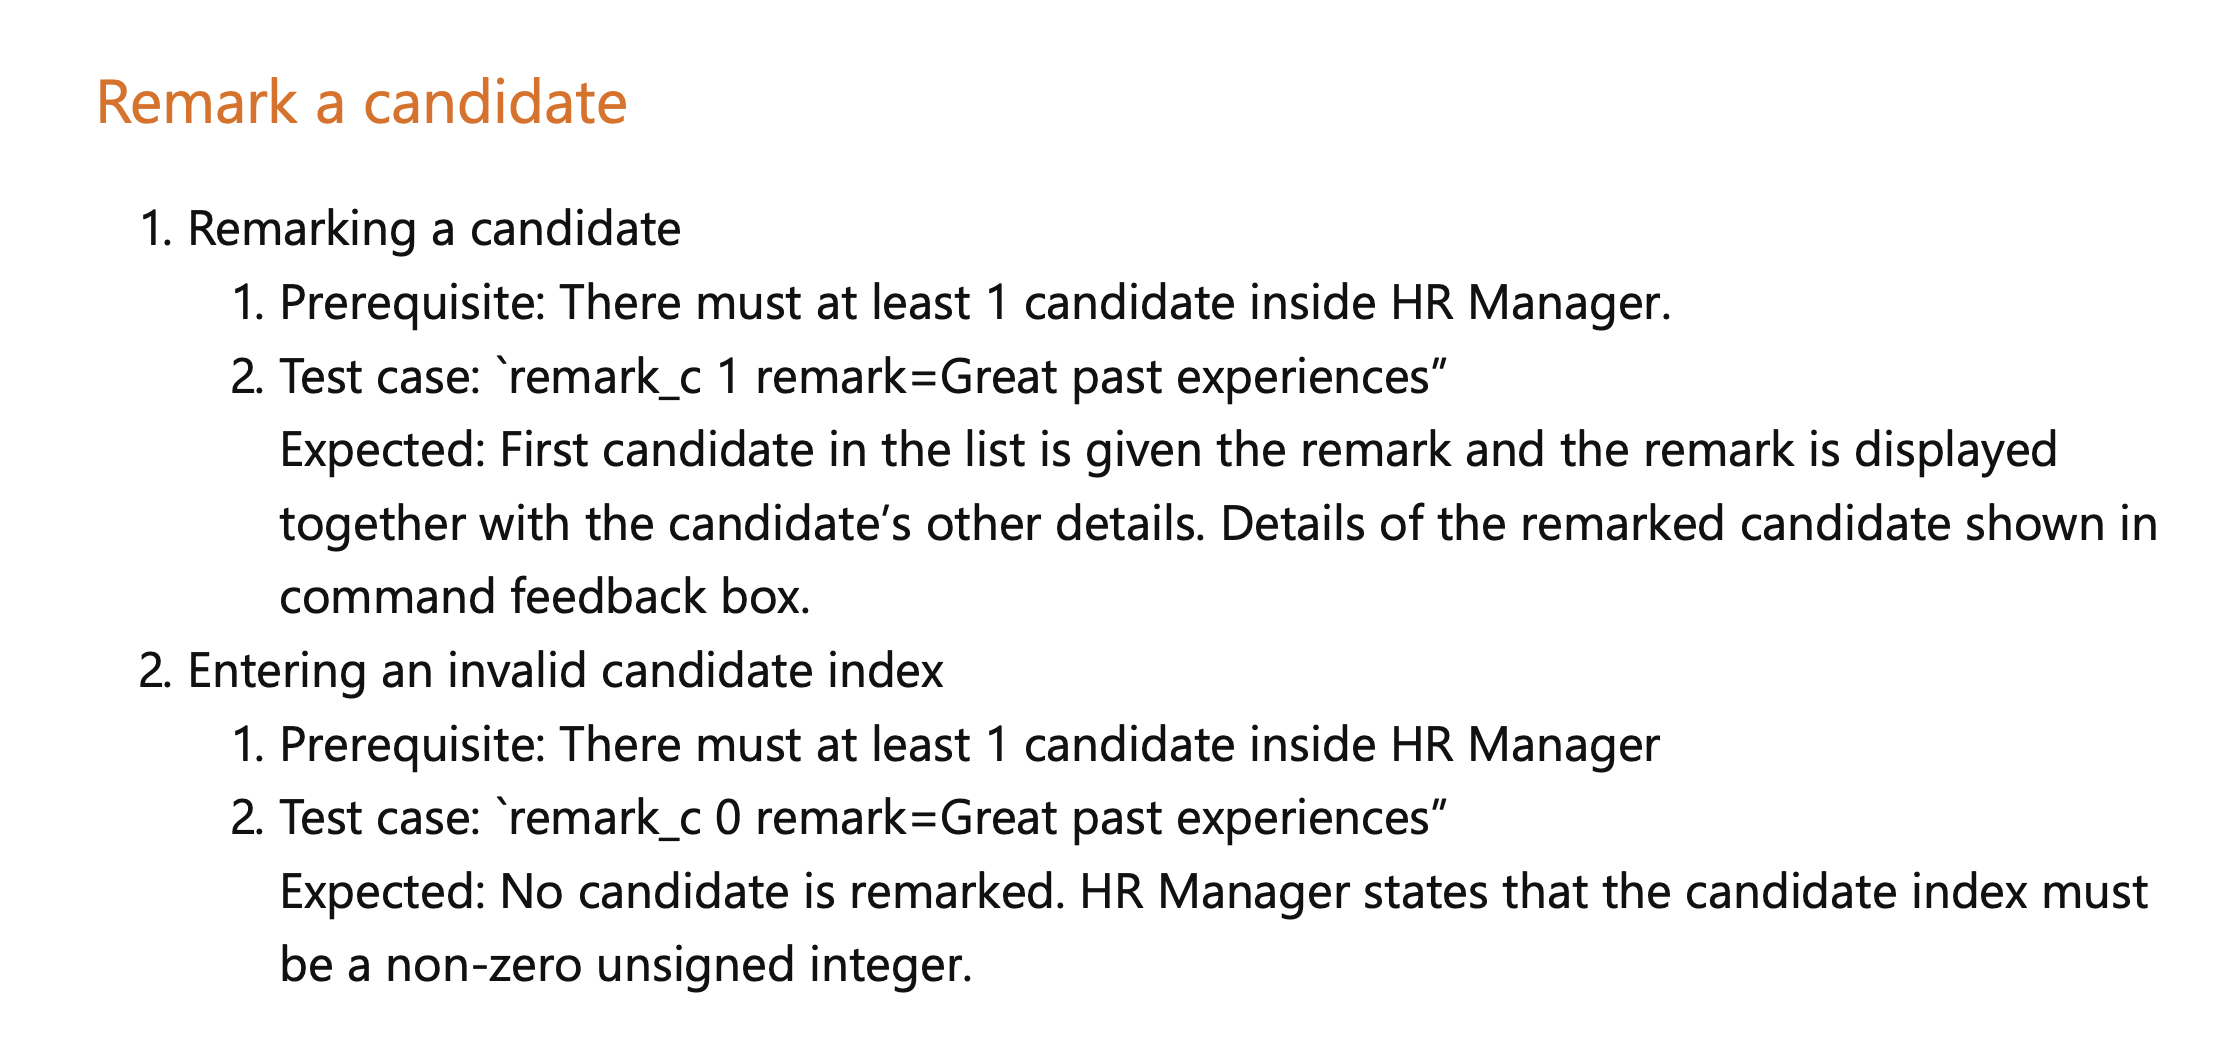 Remark a candidate
1. Remarking a candidate
1. Prerequisite: There must at least 1 candidate inside HR Manager.
2. Test case: `remark_c 1 remark=Great past experiences”
Expected: First candidate in the list is given the remark and the remark is displayed
together with the candidate’s other details. Details of the remarked candidate shown in
command feedback box.
2. Entering an invalid candidate index
1. Prerequisite: There must at least 1 candidate inside HR Manager
2. Test case: `remark_c 0 remark=Great past experiences”
Expected: No candidate is remarked. HR Manager states that the candidate index must
be a non-zero unsigned integer.